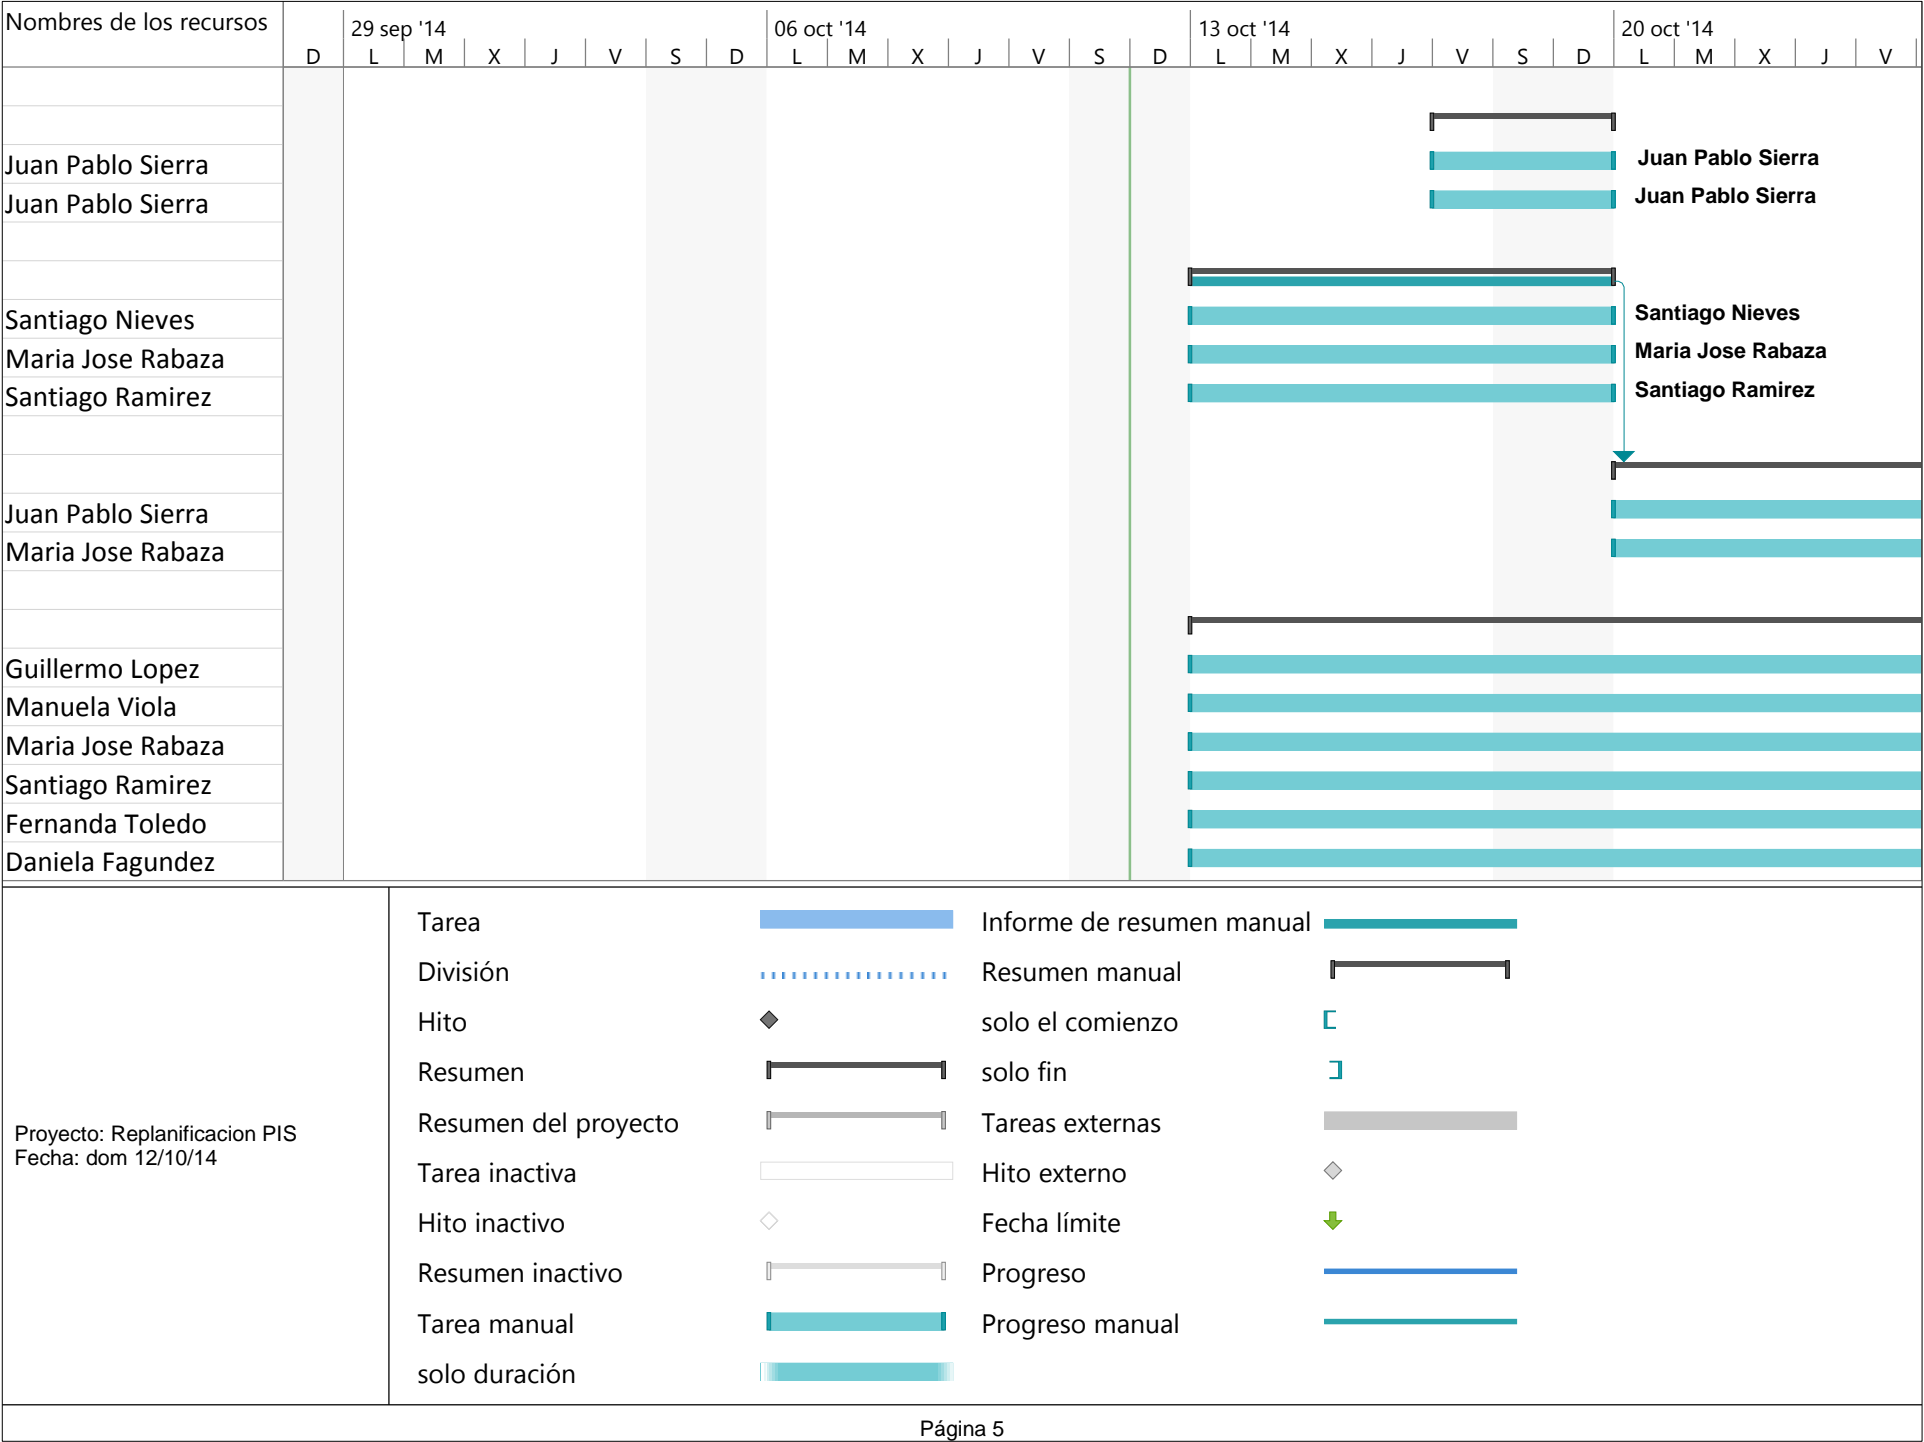 Nombres de los recursos
29 sep '14 06 oct '14 13 oct '14 20 oct '14
D L M X J V S D L M X J V S D L M X J V S D L M X J V
Juan Pablo Sierra Juan Pablo Sierra
Juan Pablo Sierra Juan Pablo Sierra
Santiago Nieves Santiago Nieves
Maria Jose Rabaza Maria Jose Rabaza
Santiago Ramirez Santiago Ramirez
Juan Pablo Sierra
Maria Jose Rabaza
Guillermo Lopez
Manuela Viola
Maria Jose Rabaza
Santiago Ramirez
Fernanda Toledo
Daniela Fagundez
Proyecto: Replanificacion PIS
Fecha: dom 12/10/14
Tarea
División
Hito
Resumen
Resumen del proyecto
Tarea inactiva
Hito inactivo
Resumen inactivo
Tarea manual
solo duración
Informe de resumen manual
Resumen manual
solo el comienzo
solo fin
Tareas externas
Hito externo
Fecha límite
Progreso
Progreso manual
Página 5